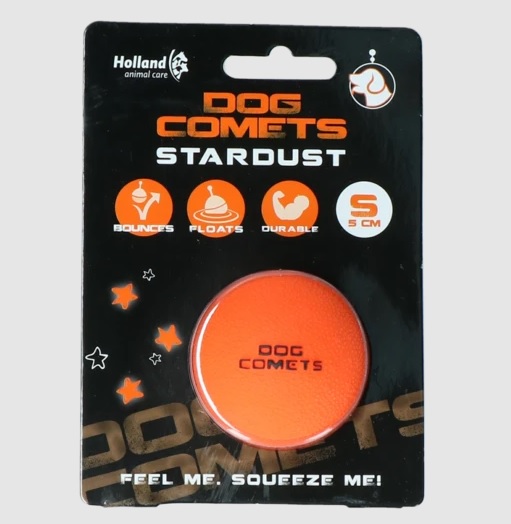 Holland
animal care
DOG
COMETS
STARDUST
BOUNCES
FLOATS
DURABLE
S
5 CM
DOG
COMETS
DOG COMETS
COMETS
FEEL ME. SQUEEZE ME!